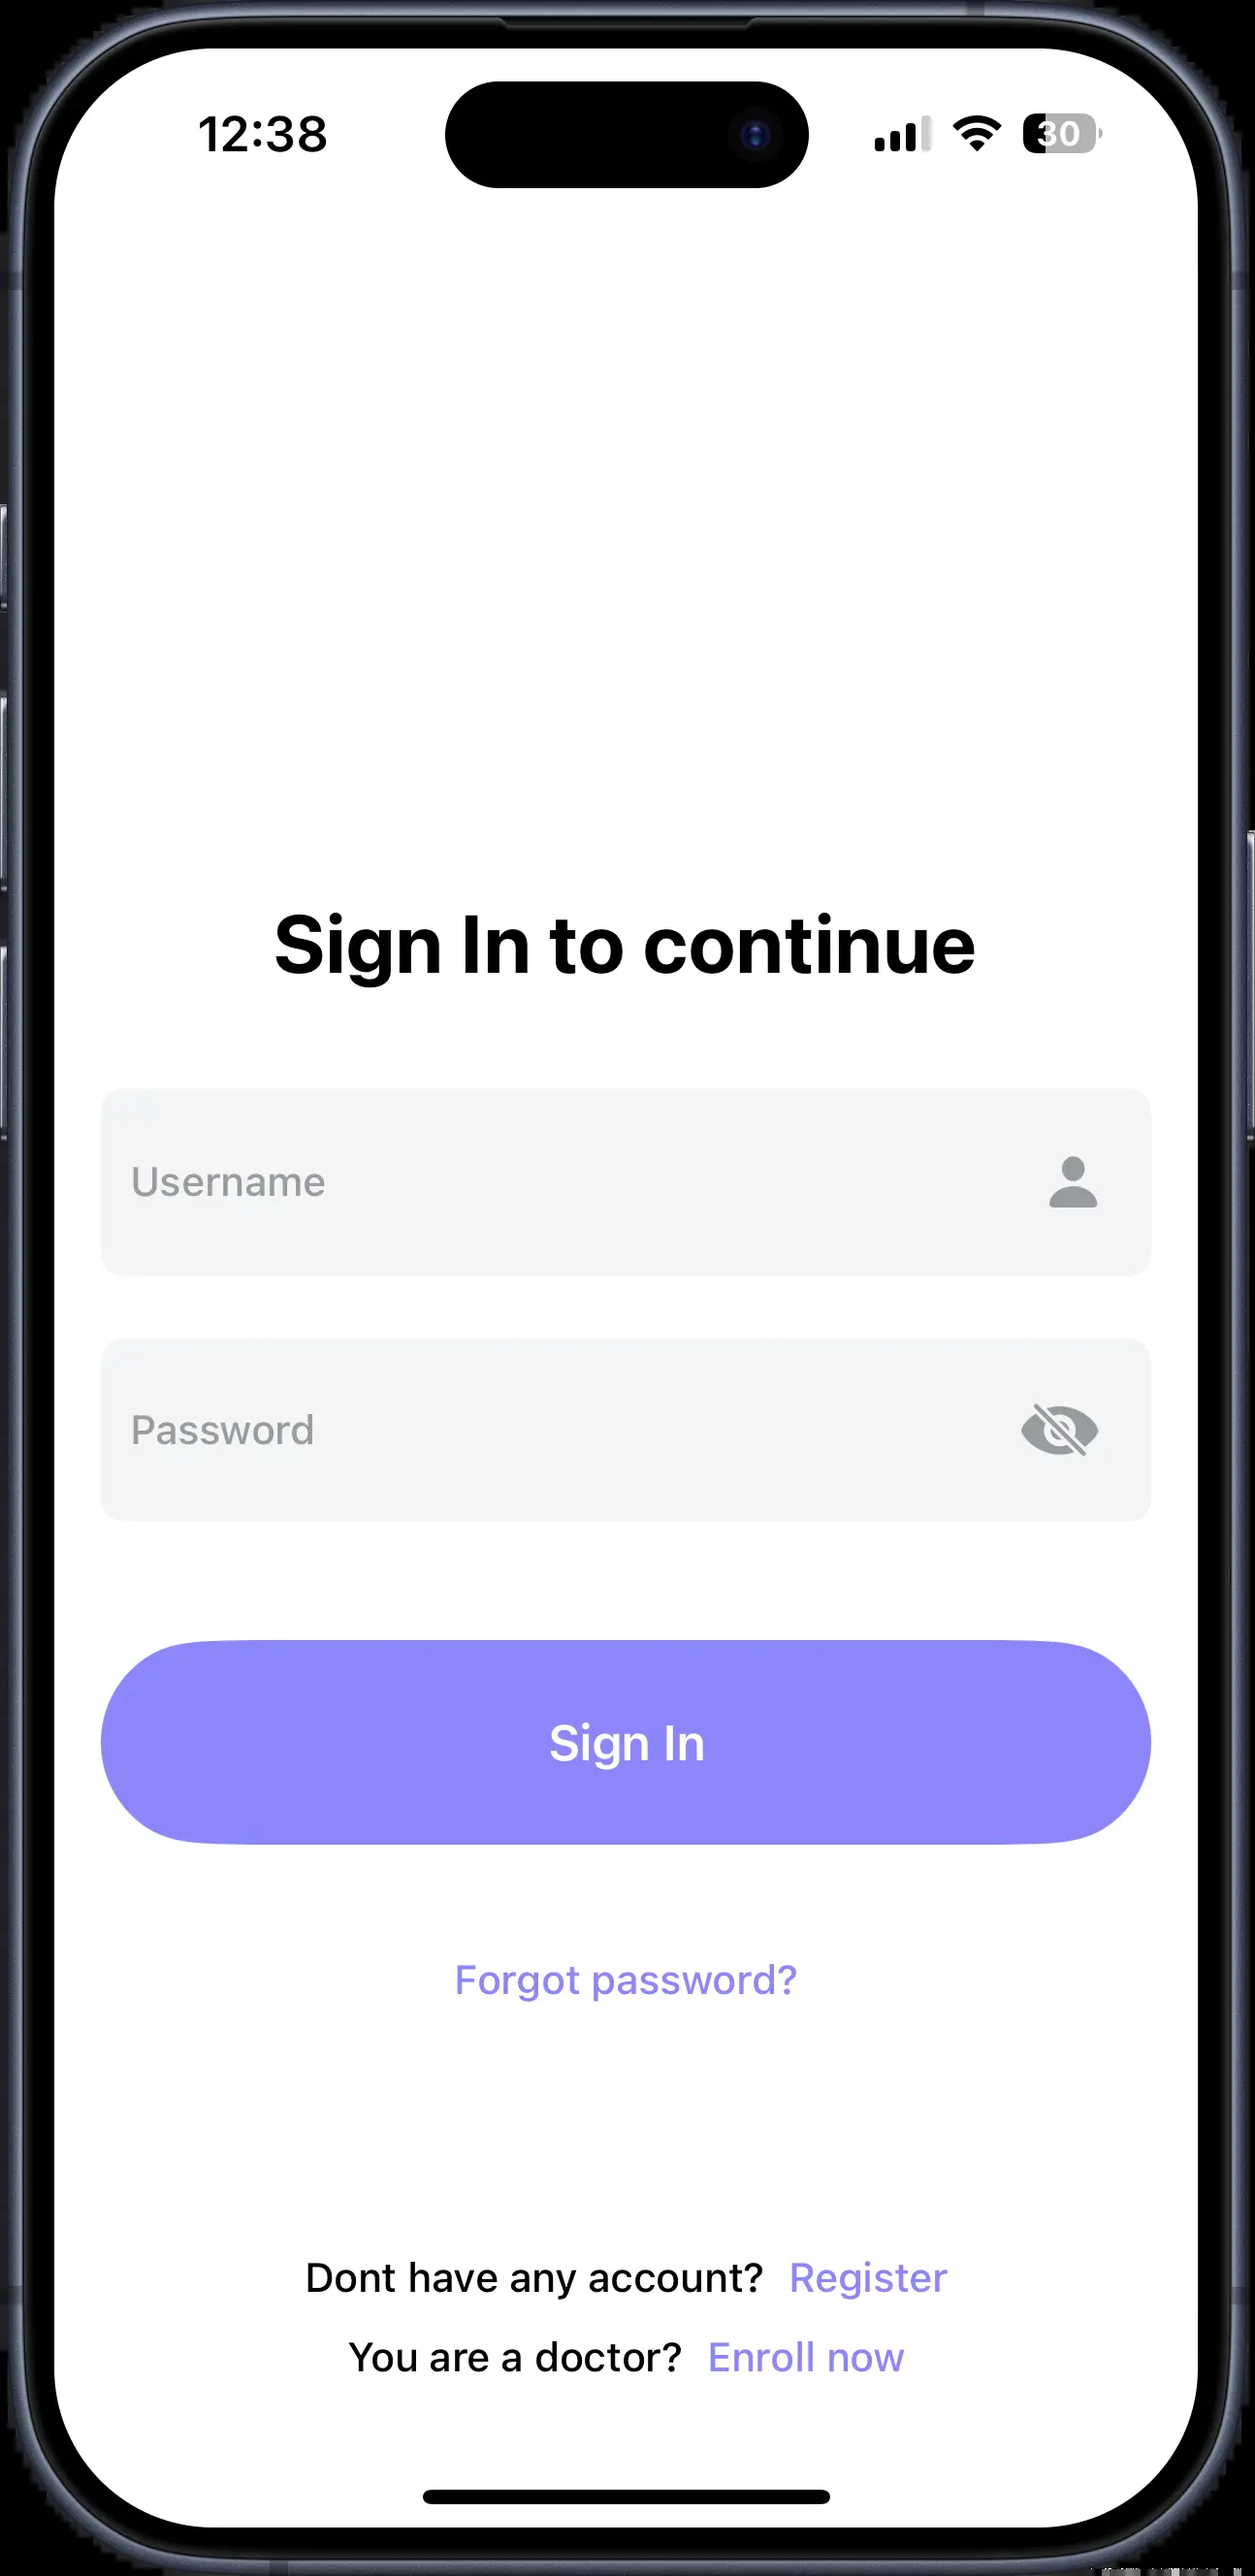 12:38
30
Sign In to continue
Username
Password
Sign In
Forgot password?
Dont have any account? Register
You are a doctor? Enroll now